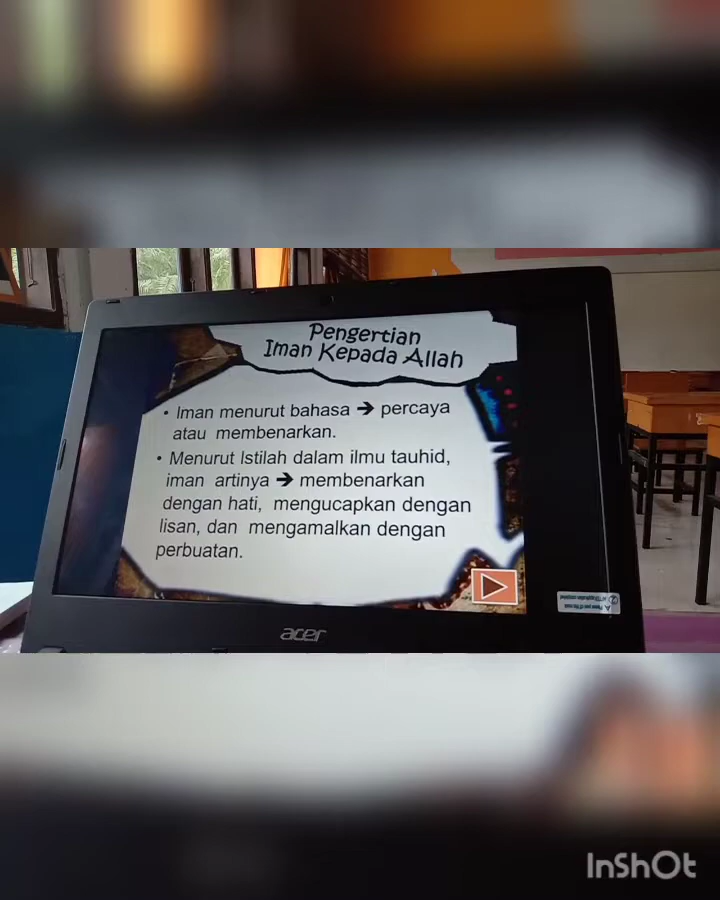 Pengertian
Iman Kepada Allah
• Iman menurut bahasa ➔ percaya
atau membenarkan.
• Menurut Istilah dalam ilmu tauhid,
iman artinya ➔ membenarkan
dengan hati, mengucapkan dengan
lisan, dan mengamalkan dengan
perbuatan.
acer
InShOt